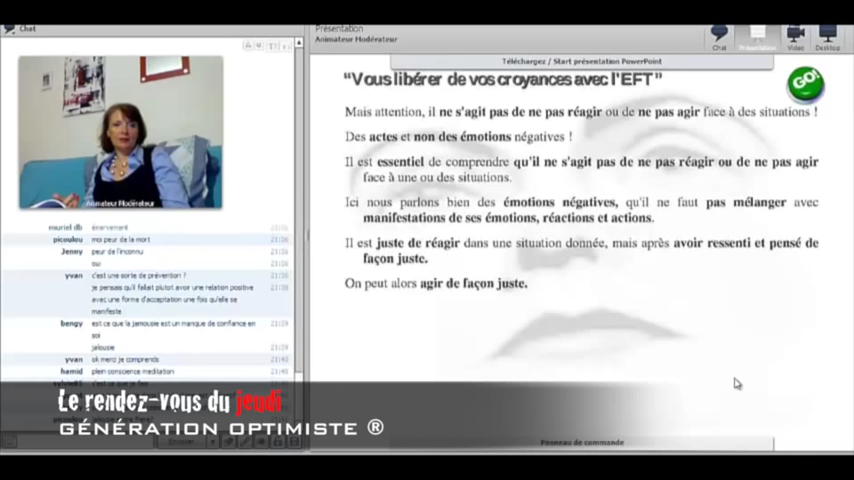 Chat
Présentation
Animateur Modérateur
Chat
Présentation
Video
Desktop
Téléchargez / Start présentation PowerPoint
GO!
"Vous libérer de vos croyances avec l'EFT"
Mais attention, il ne s'agit pas de ne pas réagir ou de ne pas agir face à des situations !
Des actes et non des émotions négatives !
Il est essentiel de comprendre qu'il ne s'agit pas de ne pas réagir ou de ne pas agir
face à une ou des situations.
Ici nous parlons bien des émotions négatives, qu'il ne faut pas mélanger avec
manifestations de ses émotions, réactions et actions.
Il est juste de réagir dans une situation donnée, mais après avoir ressenti et pensé de
façon juste.
On peut alors agir de façon juste.
Animateur Modérateur
muriel db énervement 21:06
picoulou moi peur de la mort 21:06
Jenny peur de l'inconnu 21:06
oui 21:06
yvan c'est une sorte de prévention ?
je pensais qu'il fallait plutot avor une relation positive
avec une forme d'acceptation une fois qu'elle se
manifeste
bengy est ce que la jamousie est un manque de confiance en
soi
jalousie
yvan ok merci je comprends 21:40
hamid plein conscience meditation 21:40
Le rendez-vous du jeudi
GÉNÉRATION OPTIMISTE ®
Panneau de commande